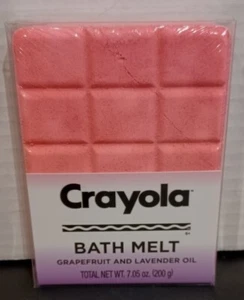 Crayola
BATH MELT
GRAPEFRUIT AND LAVENDER OIL
TOTAL NET WT. 7.05 oz. (200 g)